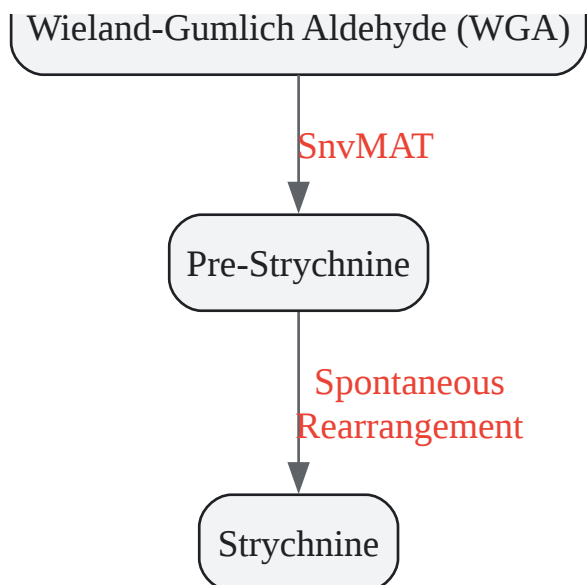 Wieland-Gumlich Aldehyde (WGA)
SnvMAT
Pre-Strychnine
Spontaneous
Rearrangement
Strychnine